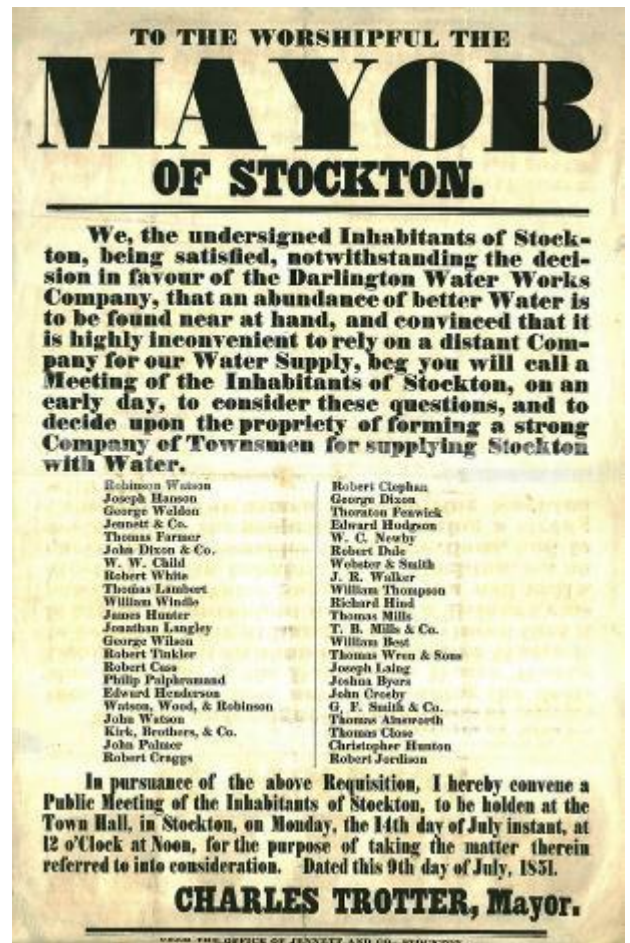 TO THE WORSHIPFUL THE
MAYOR
OF STOCKTON.
We, the undersigned Inhabitants of Stock-
ton, being satisfied, notwithstanding the deci-
sion in favour of the Darlington Water Works
Company, that an abundance of better Water is
to be found near at hand, and convinced that it
is highly inconvenient to rely on a distant Com-
pany for our Water Supply, beg you will call a
Meeting of the Inhabitants of Stockton, on an
early day, to consider these questions, and to
decide upon the propriety of forming a strong
Company of Townsmen for supplying Stockton
with Water.
Robinson Watson
Joseph Hanson
George Weldon
Jennett & Co.
Thomas Farmer
John Dixon & Co.
W. W. Child
Robert White
Thomas Lambert
William Windle
James Hunter
Jonathan Langley
George Wilson
Robert Tinkler
Robert Cass
Philip Palphramand
Edward Henderson
Watson, Wood, & Robinson
John Watson
Kirk, Brothers, & Co.
John Palmer
Robert Craggs
Robert Clephan
George Dixon
Thornton Fenwick
Edward Hudgson
W. C. Newby
Robert Dale
Webster & Smith
J. R. Walker
William Thompson
Richard Hind
Thomas Mills
T. B. Mills & Co.
William Best
Thomas Wren & Sons
Joseph Laing
Joshua Byers
John Crosby
G. F. Smith & Co.
Thomas Ainsworth
Thomas Close
Christopher Hunton
Robert Jordison
In pursuance of the above Requisition, I hereby convene a
Public Meeting of the Inhabitants of Stockton, to be holden at the
Town Hall, in Stockton, on Monday, the 14th day of July instant, at
12 o'Clock at Noon, for the purpose of taking the matter therein
referred to into consideration. Dated this 9th day of July, 1851.
CHARLES TROTTER, Mayor.
FROM THE OFFICE OF JENNETT AND CO., STOCKTON